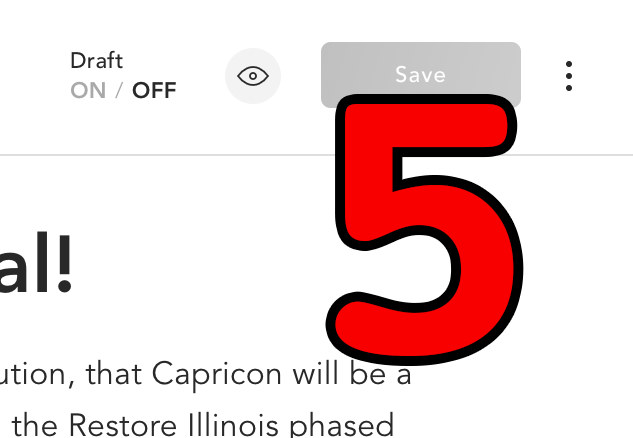 Draft
ON / OFF
Save
5
al!
ution, that Capricon will be a
the Restore Illinois phased